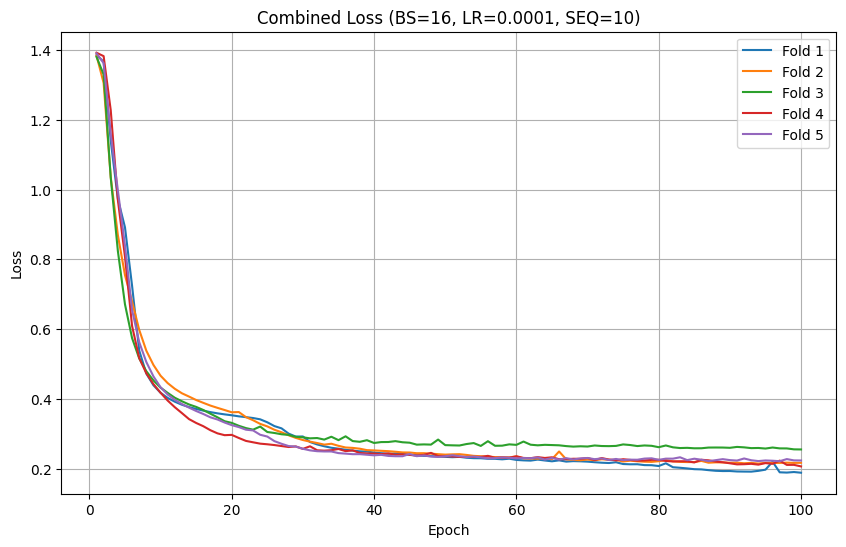 Combined Loss (BS=16, LR=0.0001, SEQ=10)
Fold 1
Fold 2
Fold 3
Fold 4
Fold 5
Loss
1.4
1.2
1.0
0.8
0.6
0.4
0.2
0 20 40 60 80 100
Epoch